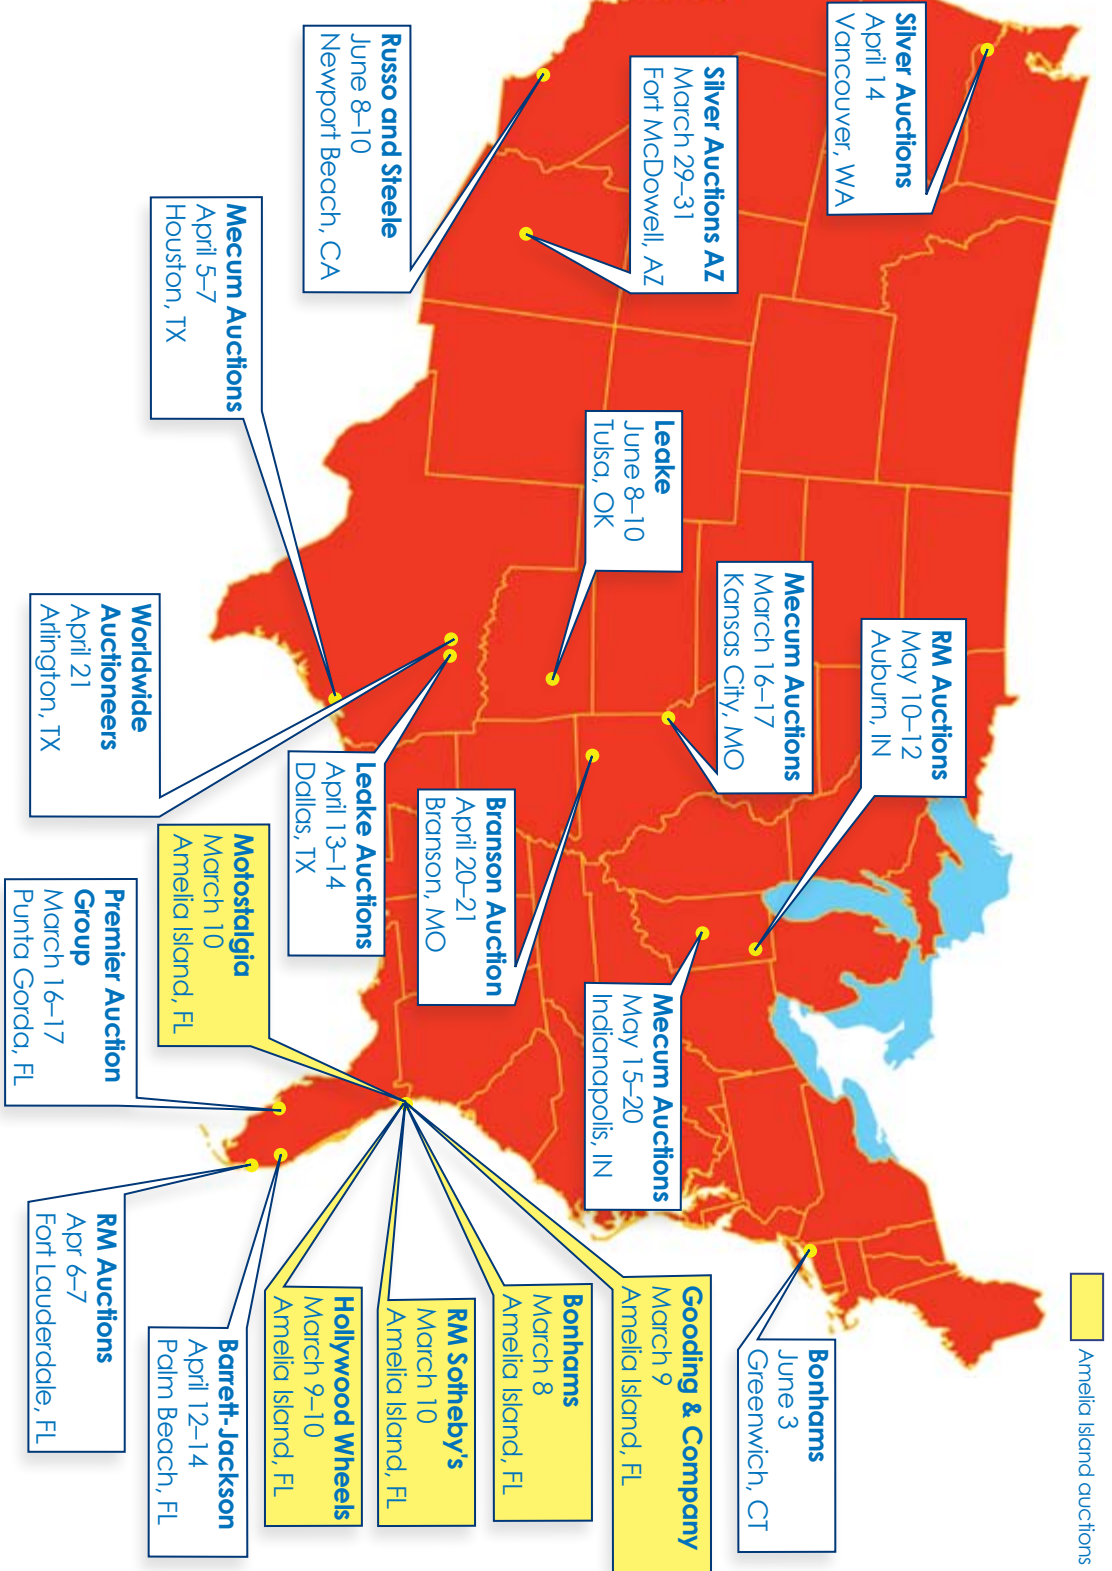 Amelia Island auctions
Silver Auctions
April 14
Vancouver, WA
Silver Auctions AZ
March 29–31
Fort McDowell, AZ
Russo and Steele
June 8–10
Newport Beach, CA
Mecum Auctions
April 5–7
Houston, TX
Leake
June 8–10
Tulsa, OK
Mecum Auctions
March 16–17
Kansas City, MO
RM Auctions
May 10–12
Auburn, IN
Worldwide
Auctioneers
April 21
Arlington, TX
Leake Auctions
April 13–14
Dallas, TX
Branson Auction
April 20–21
Branson, MO
Mecum Auctions
May 15–20
Indianapolis, IN
Motostalgia
March 10
Amelia Island, FL
Premier Auction
Group
March 16–17
Punta Gorda, FL
RM Auctions
Apr 6–7
Fort Lauderdale, FL
Barrett-Jackson
April 12–14
Palm Beach, FL
Hollywood Wheels
March 9–10
Amelia Island, FL
RM Sotheby's
March 10
Amelia Island, FL
Bonhams
March 8
Amelia Island, FL
Gooding & Company
March 9
Amelia Island, FL
Bonhams
June 3
Greenwich, CT